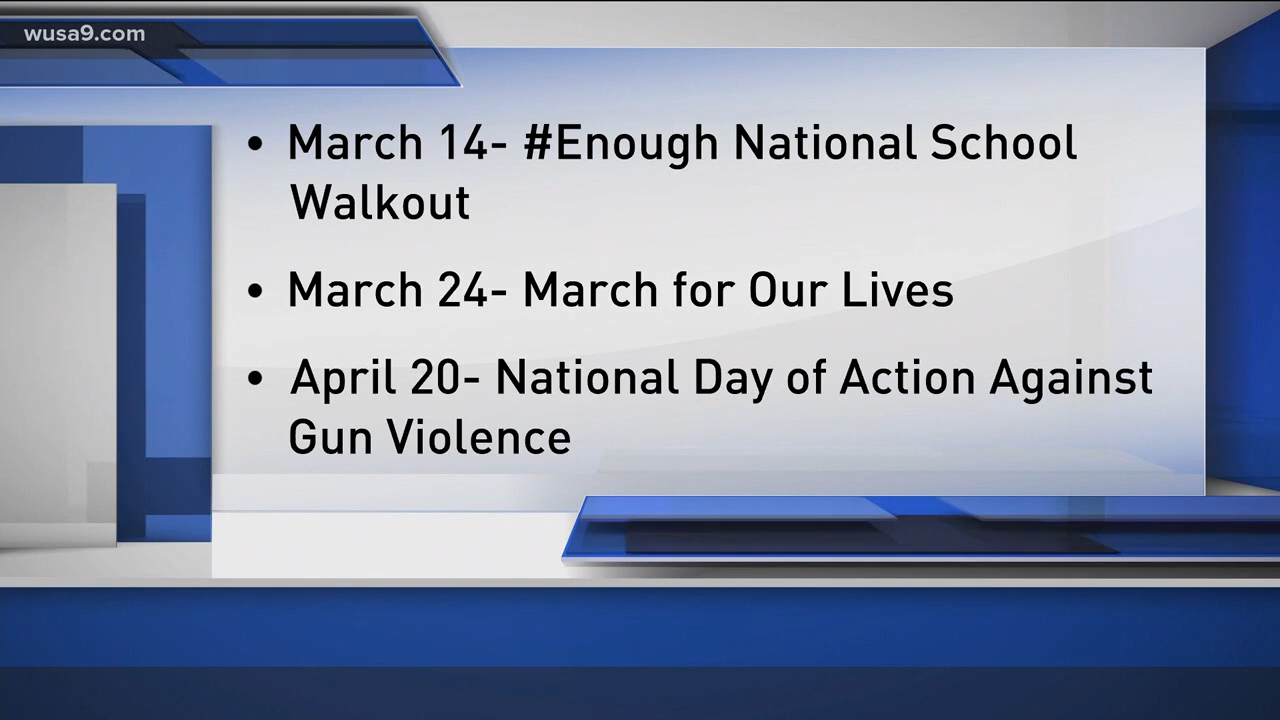 wusa9.com
• March 14- #Enough National School
Walkout
• March 24- March for Our Lives
• April 20- National Day of Action Against
Gun Violence